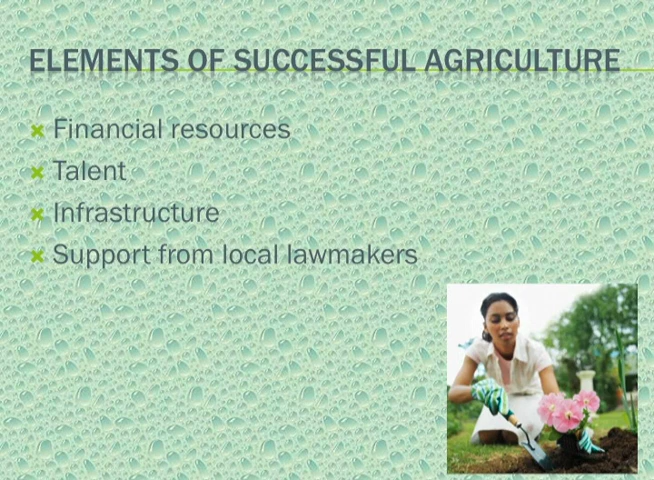 ELEMENTS OF SUCCESSFUL AGRICULTURE
Financial resources
Talent
Infrastructure
Support from local lawmakers